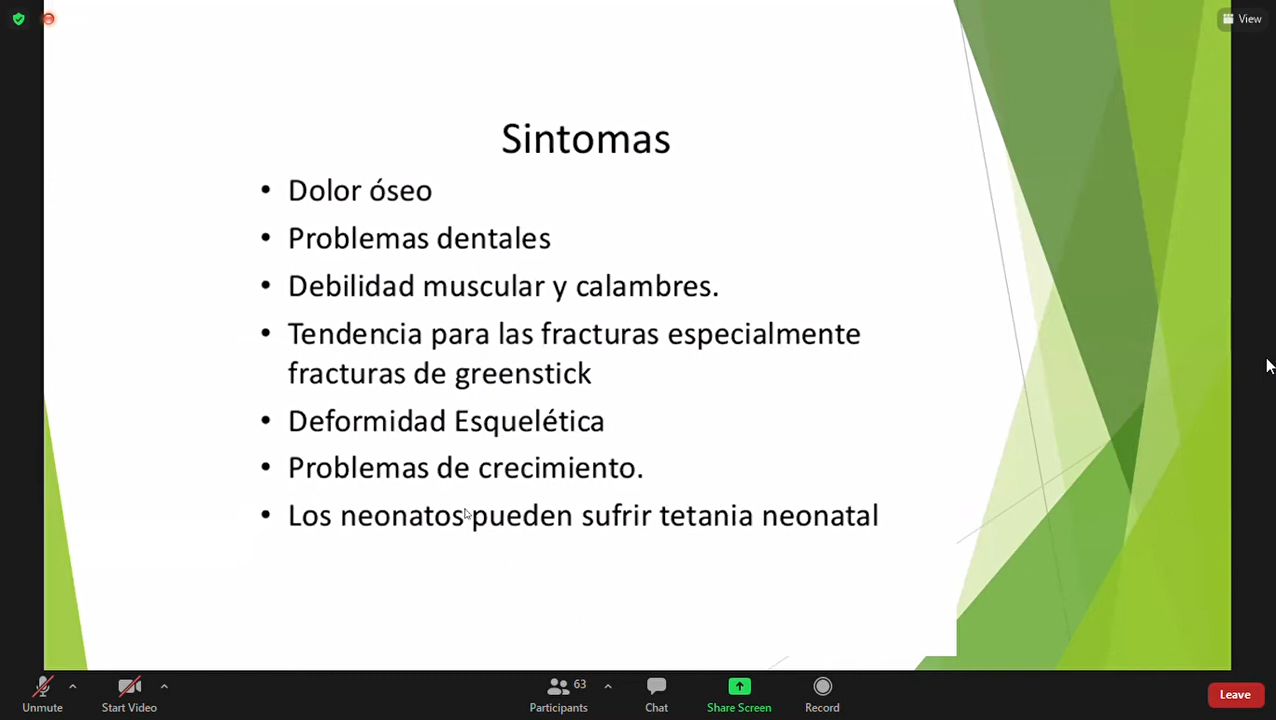 View
Sintomas
• Dolor óseo
• Problemas dentales
• Debilidad muscular y calambres.
• Tendencia para las fracturas especialmente
fracturas de greenstick
• Deformidad Esquelética
• Problemas de crecimiento.
• Los neonatos pueden sufrir tetania neonatal
63
Unmute Start Video Participants Chat Share Screen Record Leave